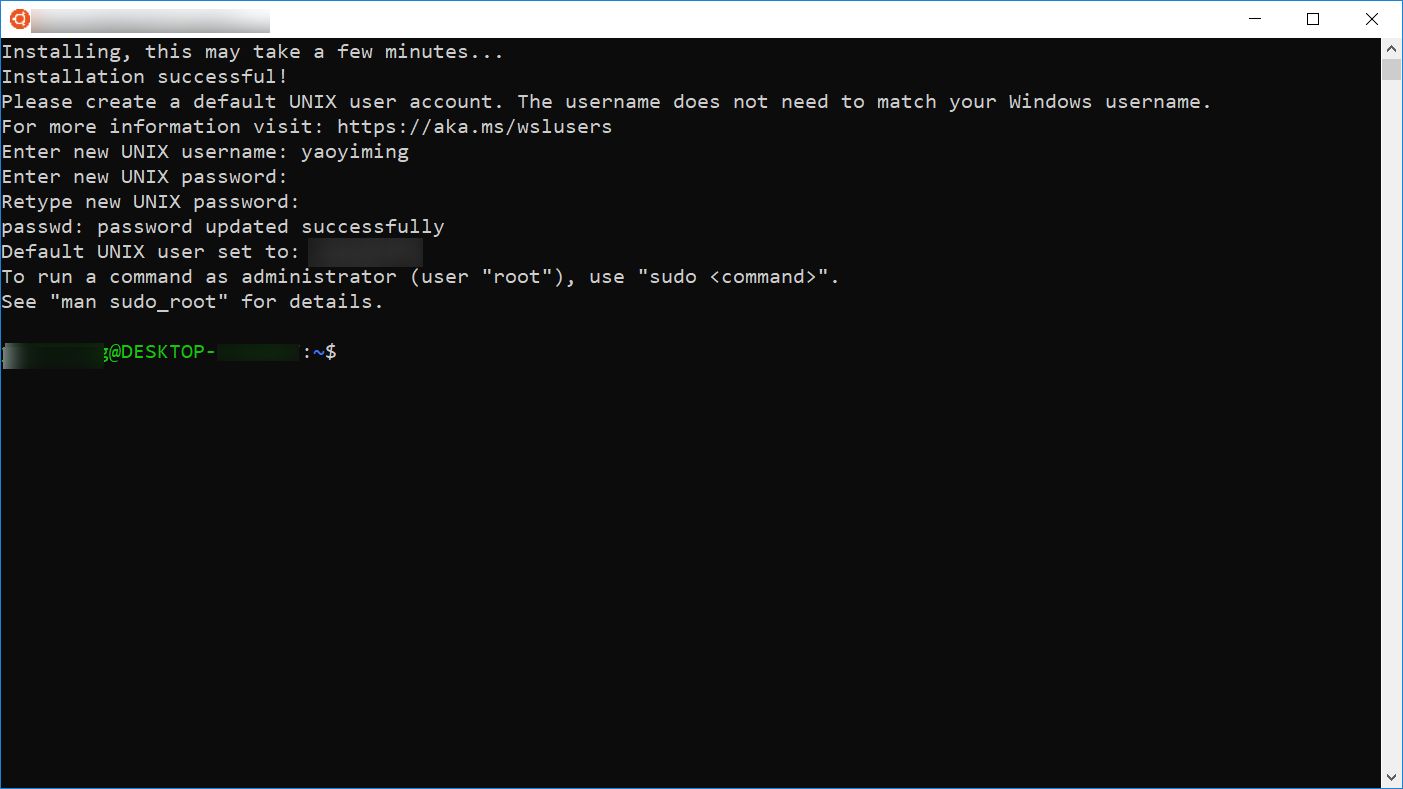 Installing, this may take a few minutes...
Installation successful!
Please create a default UNIX user account. The username does not need to match your Windows username.
For more information visit: https://aka.ms/wslusers
Enter new UNIX username: yaoyiming
Enter new UNIX password:
Retype new UNIX password:
passwd: password updated successfully
Default UNIX user set to:
To run a command as administrator (user "root"), use "sudo <command>".
See "man sudo_root" for details.
g@DESKTOP- :~$